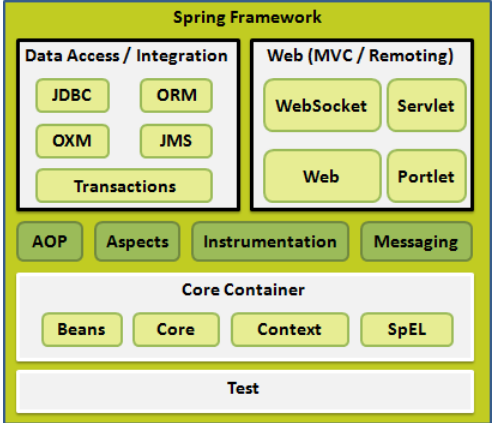 Spring Framework
Data Access / Integration
JDBC
ORM
OXM
JMS
Transactions
Web (MVC / Remoting)
WebSocket
Servlet
Web
Portlet
AOP
Aspects
Instrumentation
Messaging
Core Container
Beans
Core
Context
SpEL
Test